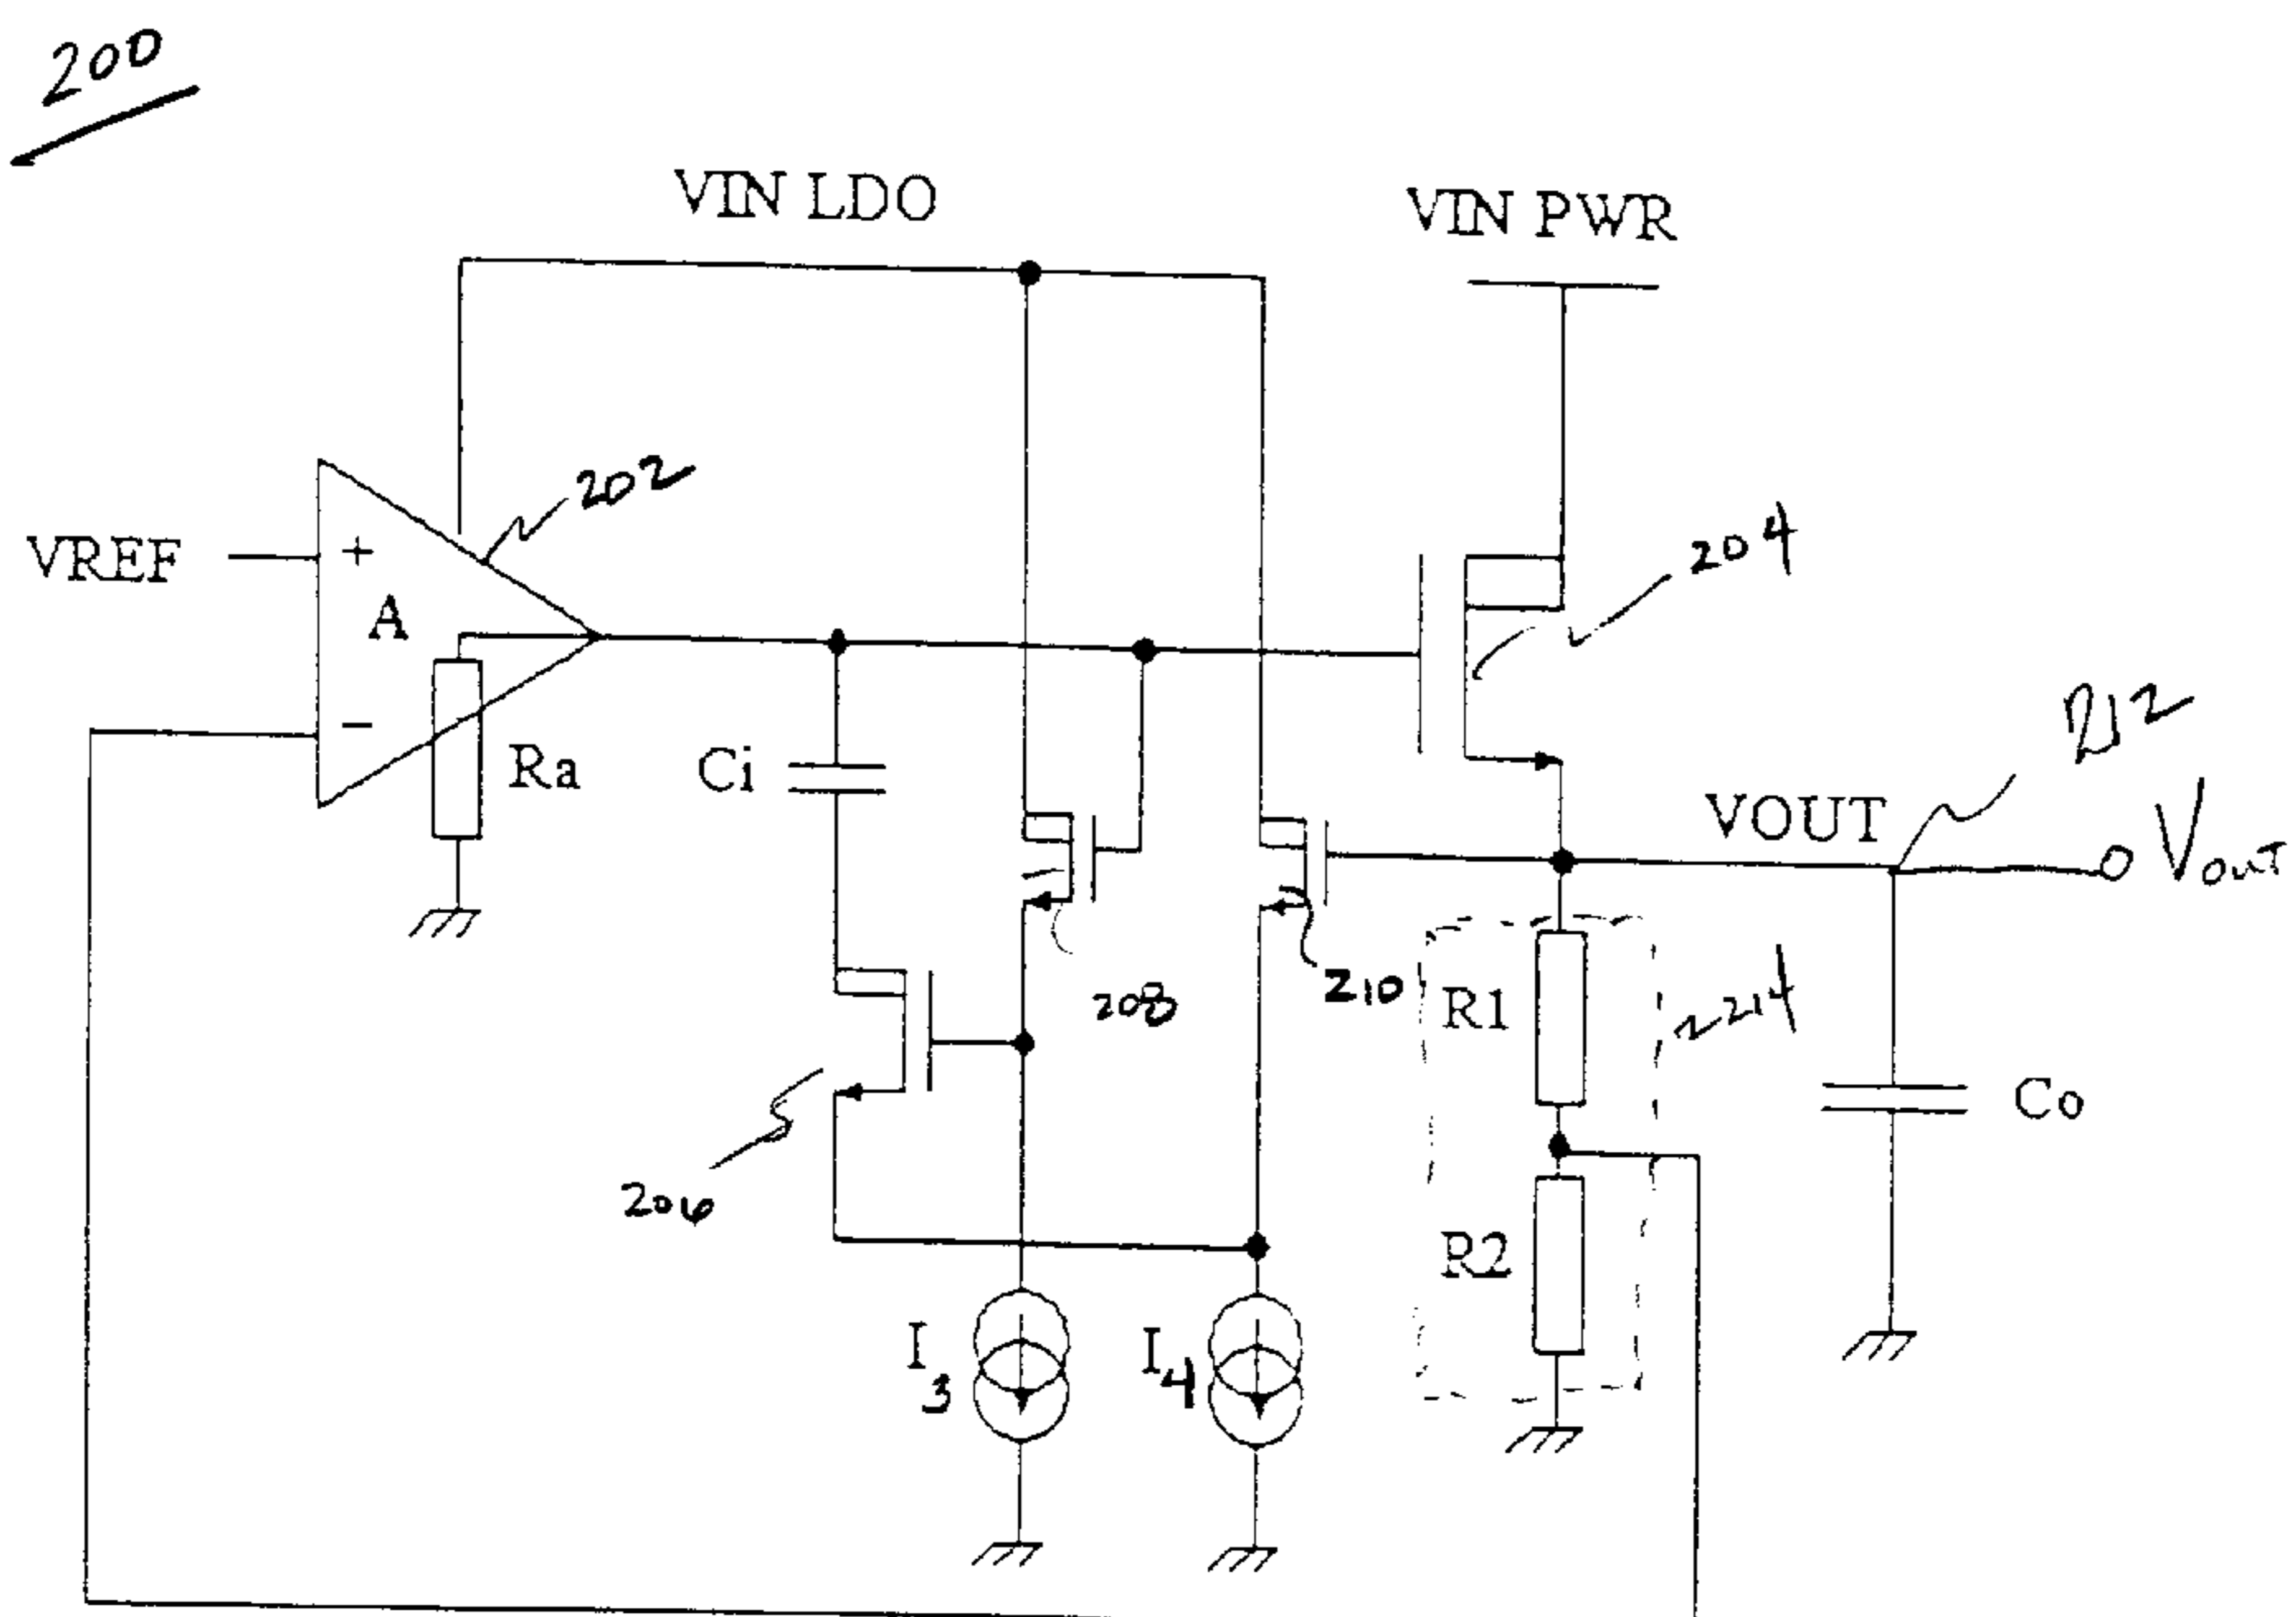 200
VIN LDO
VIN PWR
202
VREF
+
A
204
−
Ra
Ci
212
VOUT
Vout
208
210
R1
214
Co
206
R2
I3
I4